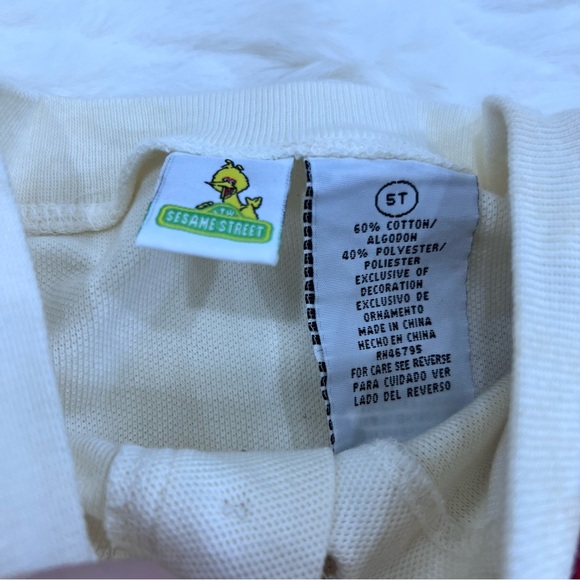 TW
SESAME STREET
5T
60% COTTON/
ALGODON
40% POLYESTER/
POLIESTER
EXCLUSIVE OF
DECORATION
EXCLUSIVO DE
ORNAMENTO
MADE IN CHINA
HECHO EN CHINA
RN46795
FOR CARE SEE REVERSE
PARA CUIDADO VER
LADO DEL REVERSO